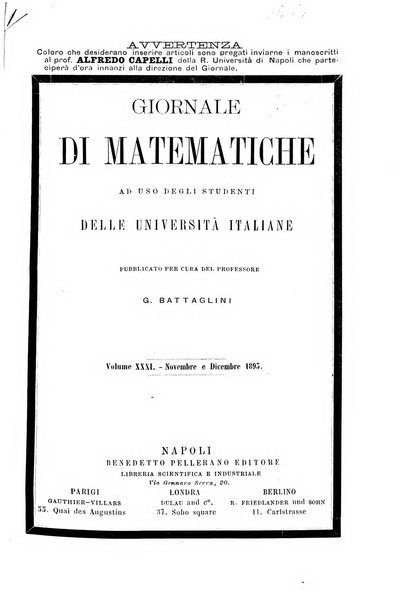 AVVERTENZA
Coloro che desiderano inserire articoli sono pregati inviarne i manoscritti
al prof. ALFREDO CAPELLI della R. Università di Napoli che parte-
ciperà d'ora innanzi alla direzione del Giornale.
GIORNALE
DI MATEMATICHE
AD USO DEGLI STUDENTI
DELLE UNIVERSITÀ ITALIANE
PUBBLICATO PER CURA DEL PROFESSORE
G. BATTAGLINI
Volume XXXI. - Novembre e Dicembre 1893.
NAPOLI
BENEDETTO PELLERANO EDITORE
LIBRERIA SCIENTIFICA E INDUSTRIALE
Via Gennaro Serra, 20.
PARIGI LONDRA BERLINO
GAUTHIER-VILLARS DULAU and Cº. R. FRIEDLANDER und SOHN
55. Quai des Augustins 37. Soho square 11. Carlstrasse